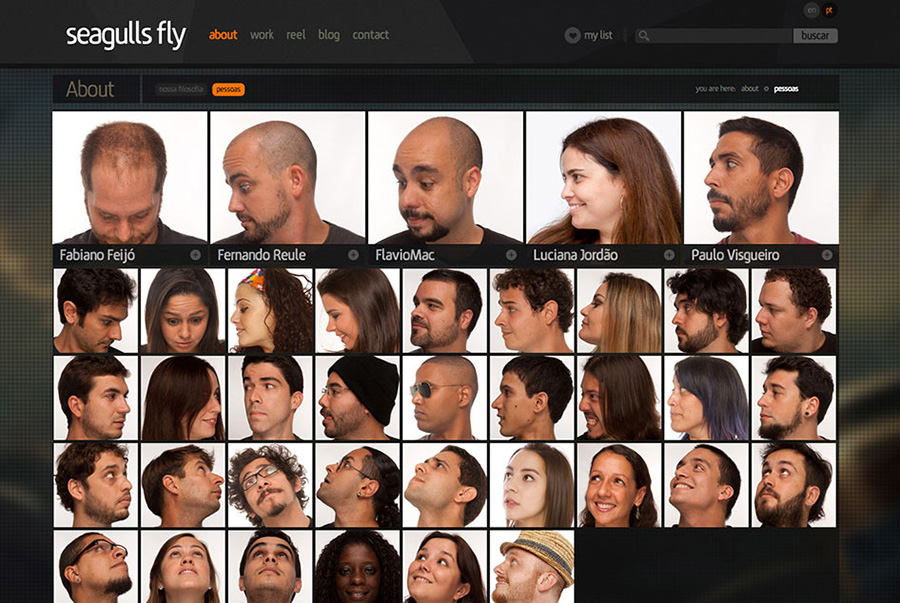 en pt
seagulls fly about work reel blog contact my list buscar
About nossa filosofia pessoas you are here: about pessoas
Fabiano Feijó Fernando Reule FlavioMac Luciana Jordão Paulo Visgueiro